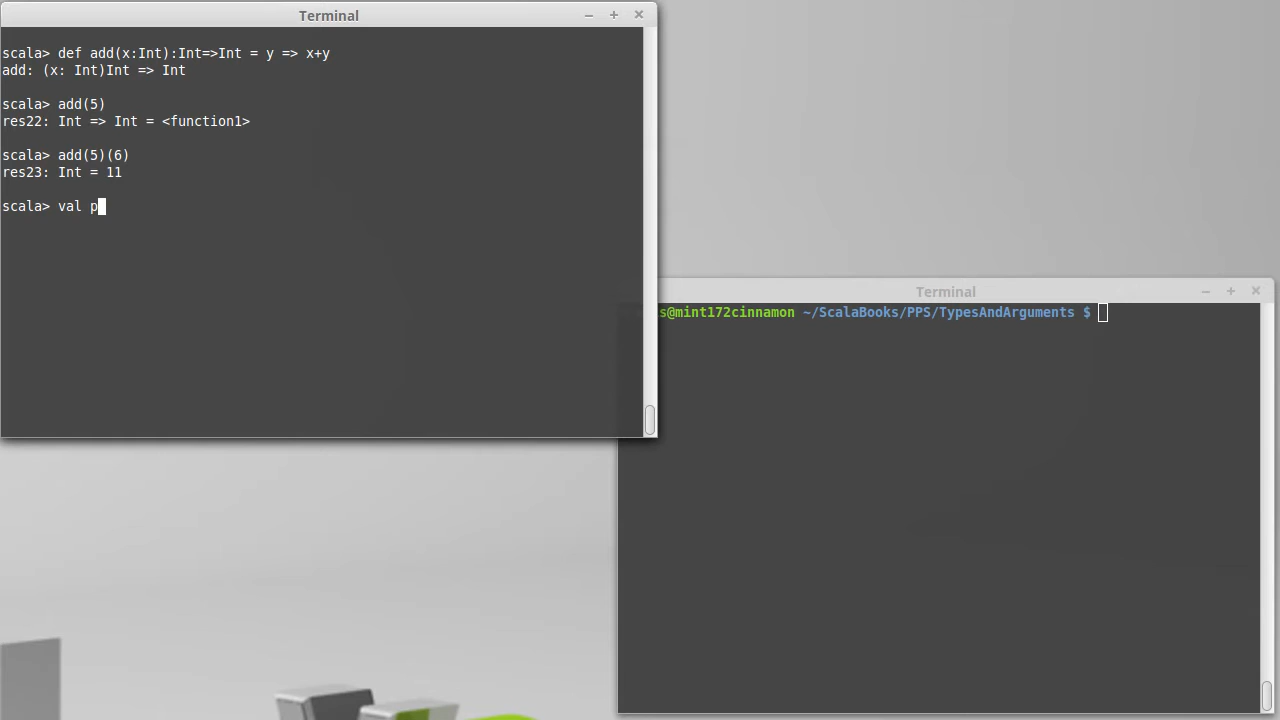 Terminal
scala> def add(x:Int):Int=>Int = y => x+y
add: (x: Int)Int => Int
scala> add(5)
res22: Int => Int = <function1>
scala> add(5)(6)
res23: Int = 11
scala> val p
Terminal
s@mint172cinnamon ~/ScalaBooks/PPS/TypesAndArguments $